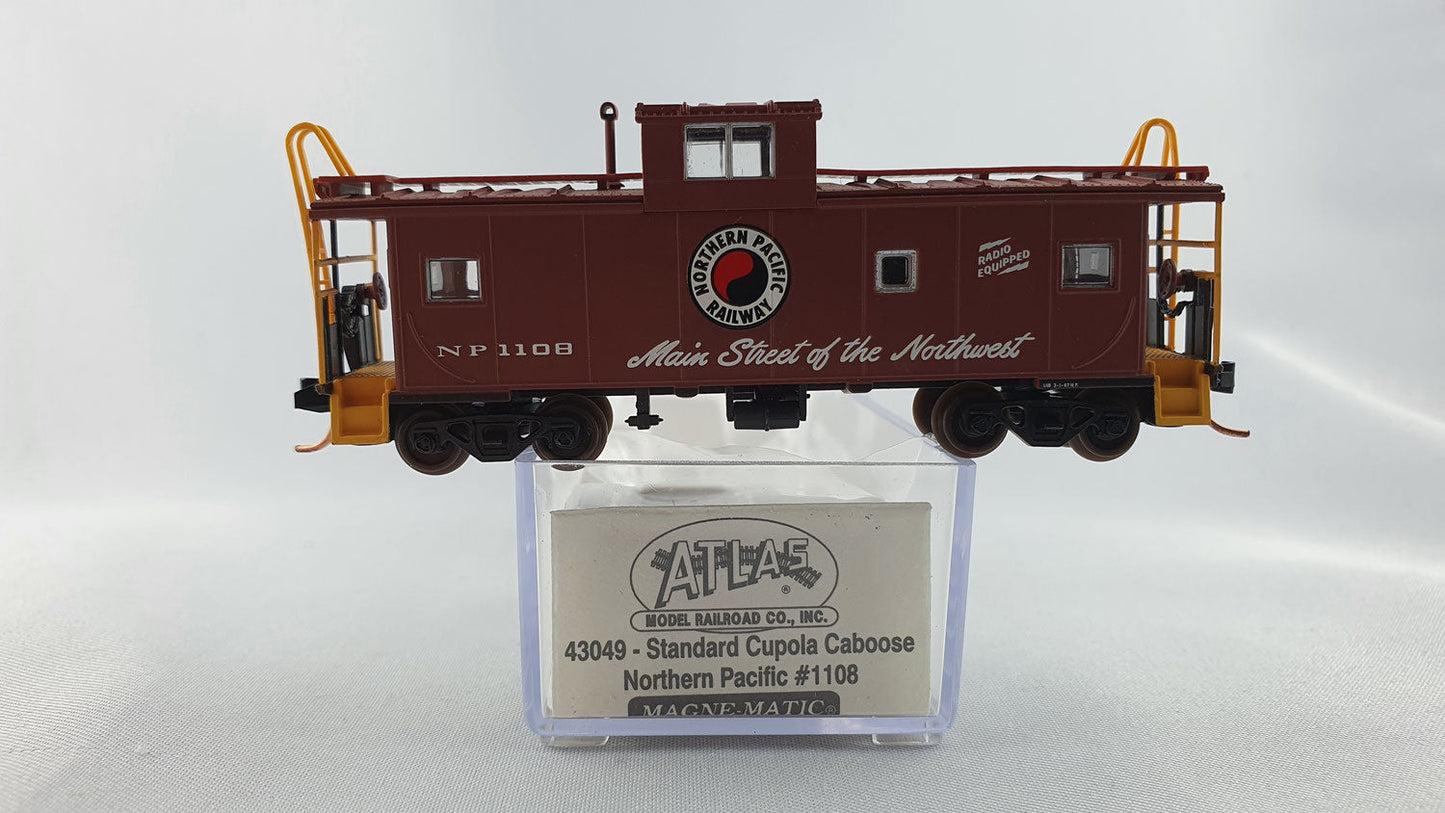 NORTHERN PACIFIC
RAILWAY
RADIO
EQUIPPED
NP 1108
Main Street of the Northwest
ATLAS®
MODEL RAILROAD CO., INC.
43049 - Standard Cupola Caboose
Northern Pacific #1108
MAGNE-MATIC®